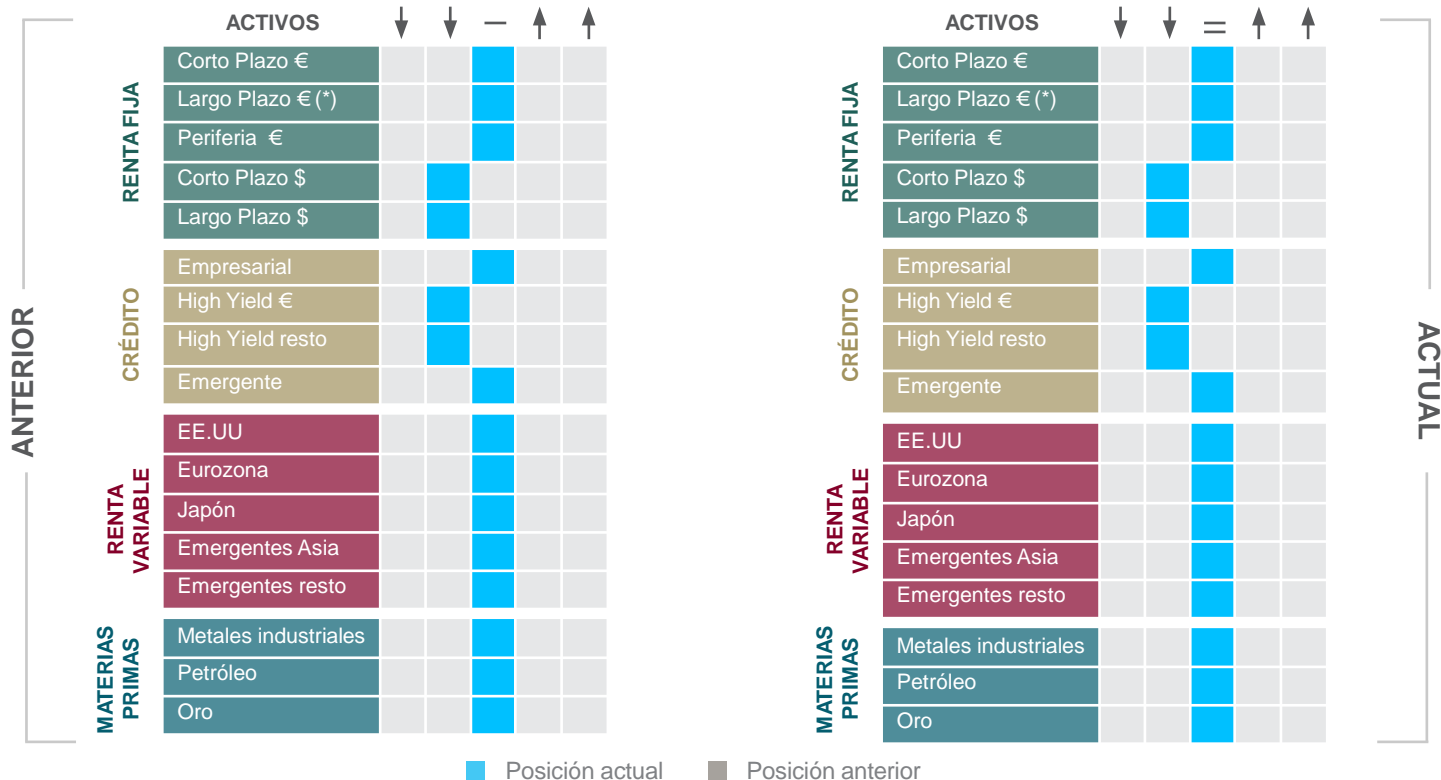 ANTERIOR
ACTIVOS ↓ ↓ — ↑ ↑
RENTA FIJA
Corto Plazo €
Largo Plazo € (*)
Periferia €
Corto Plazo $
Largo Plazo $
CRÉDITO
Empresarial
High Yield €
High Yield resto
Emergente
RENTA
VARIABLE
EE.UU
Eurozona
Japón
Emergentes Asia
Emergentes resto
MATERIAS
PRIMAS
Metales industriales
Petróleo
Oro
ACTIVOS ↓ ↓ = ↑ ↑
RENTA FIJA
Corto Plazo €
Largo Plazo € (*)
Periferia €
Corto Plazo $
Largo Plazo $
CRÉDITO
Empresarial
High Yield €
High Yield resto
Emergente
RENTA
VARIABLE
EE.UU
Eurozona
Japón
Emergentes Asia
Emergentes resto
MATERIAS
PRIMAS
Metales industriales
Petróleo
Oro
ACTUAL
Posición actual
Posición anterior